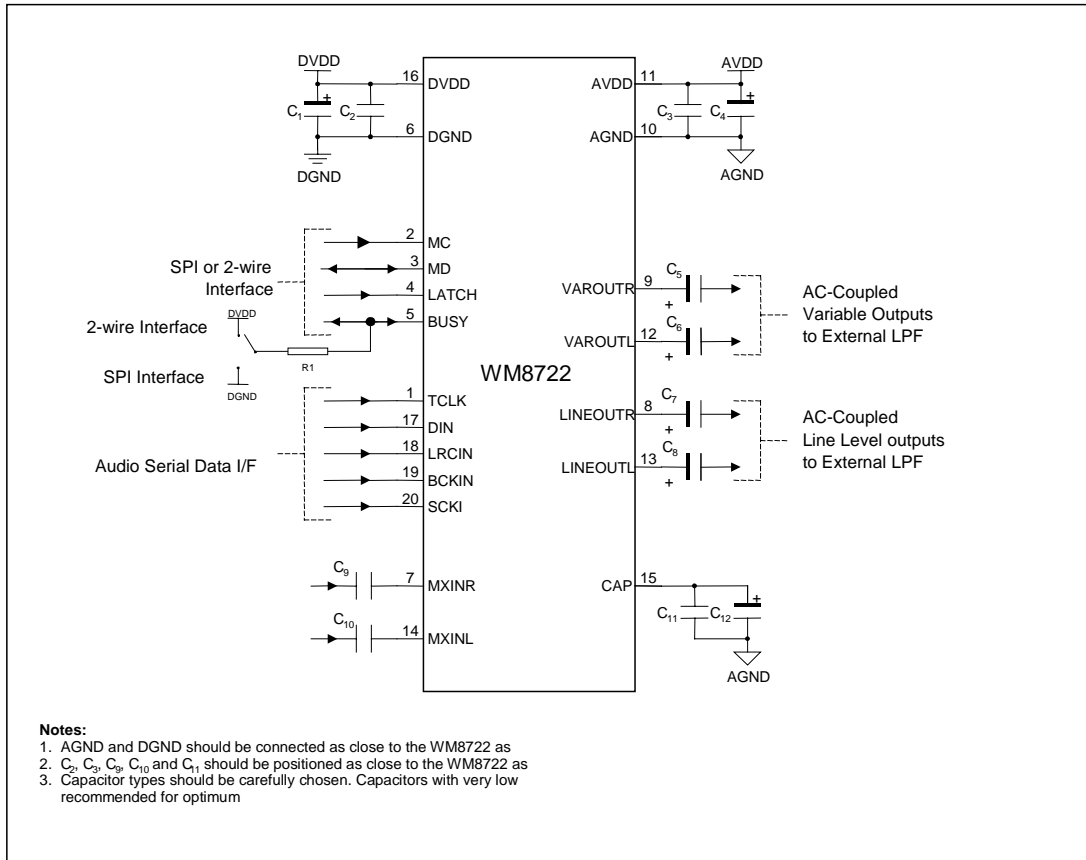 DVDD
16 DVDD
C1
C2
6 DGND
DGND
AVDD
AVDD 11
C3
C4
AGND 10
AGND
2 MC
3 MD
4 LATCH
5 BUSY
SPI or 2-wire
Interface
2-wire Interface
DVDD
R1
SPI Interface
DGND
WM8722
VAROUTR 9
C5
+
VAROUTL 12
C6
+
AC-Coupled
Variable Outputs
to External LPF
1 TCLK
17 DIN
18 LRCIN
19 BCKIN
20 SCKI
Audio Serial Data I/F
LINEOUTR 8
C7
+
LINEOUTL 13
C8
+
AC-Coupled
Line Level outputs
to External LPF
C9
7 MXINR
C10
14 MXINL
CAP 15
C11
C12
+
AGND
Notes:
1. AGND and DGND should be connected as close to the WM8722 as
2. C2, C3, C9, C10 and C11 should be positioned as close to the WM8722 as
3. Capacitor types should be carefully chosen. Capacitors with very low
recommended for optimum